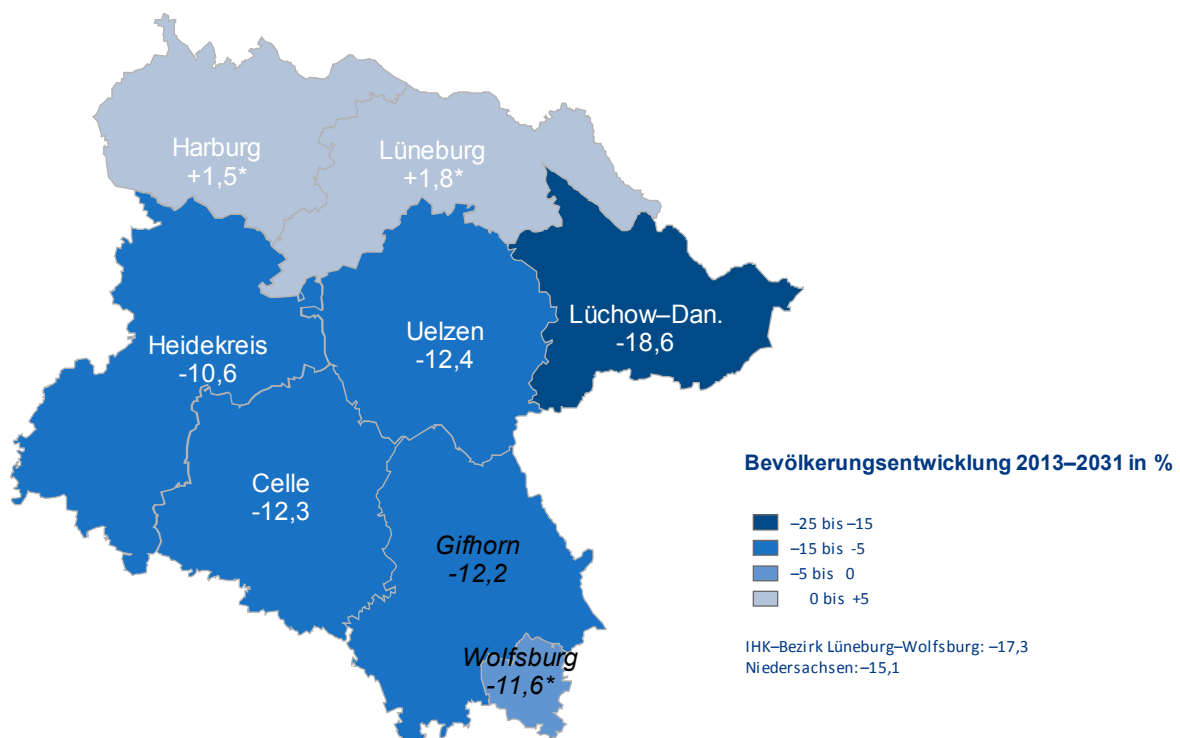 Harburg
+1,5*
Lüneburg
+1,8*
Heidekreis
-10,6
Uelzen
-12,4
Lüchow–Dan.
-18,6
Celle
-12,3
Gifhorn
-12,2
Wolfsburg
-11,6*
Bevölkerungsentwicklung 2013–2031 in %
–25 bis –15
–15 bis -5
–5 bis 0
0 bis +5
IHK–Bezirk Lüneburg–Wolfsburg: –17,3
Niedersachsen:–15,1